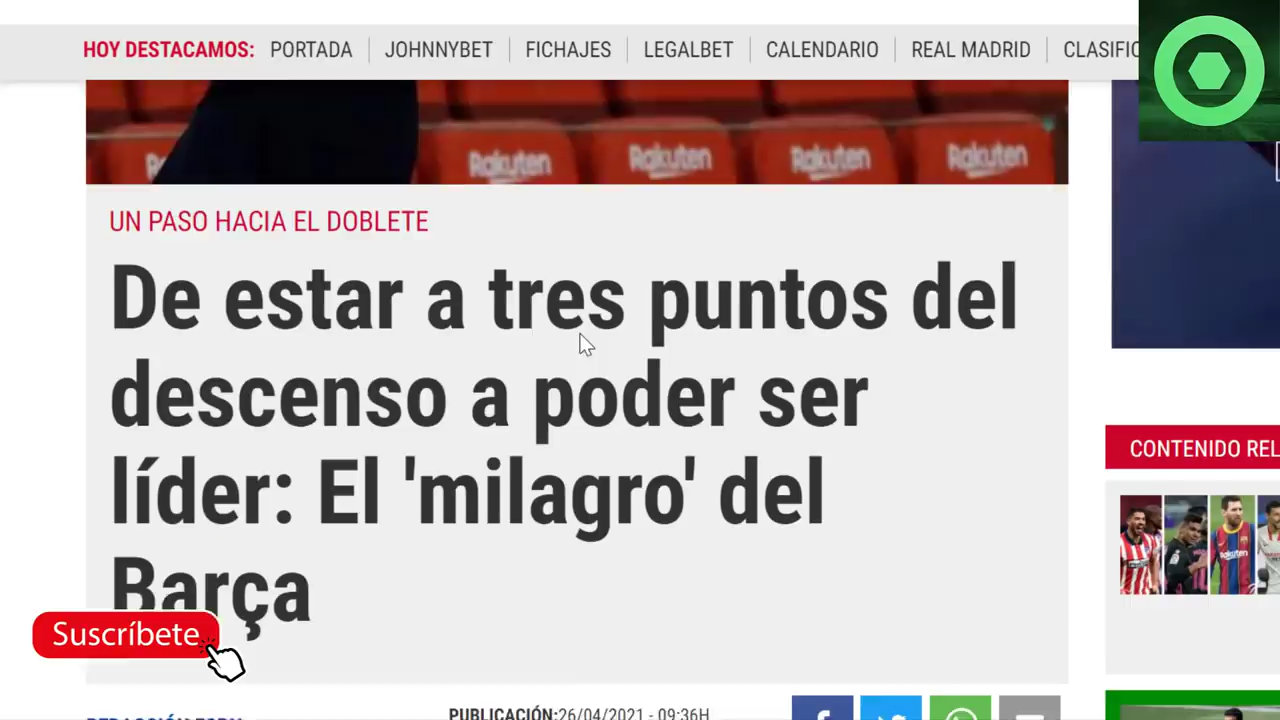 HOY DESTACAMOS: PORTADA JOHNNYBET FICHAJES LEGALBET CALENDARIO REAL MADRID CLASIFIC
Rakuten Rakuten Rakuten Rakuten
UN PASO HACIA EL DOBLETE
De estar a tres puntos del
descenso a poder ser
líder: El 'milagro' del
Barça
CONTENIDO REL
Suscríbete
PUBLICACIÓN:26/04/2021 - 09:36H